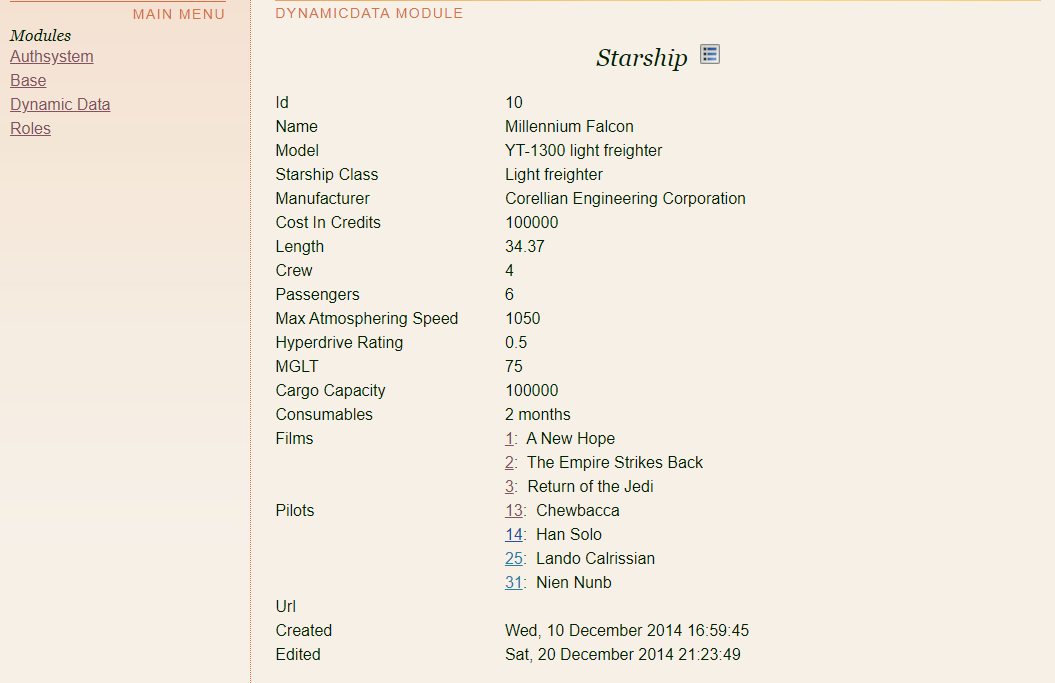 MAIN MENU
Modules
Authsystem
Base
Dynamic Data
Roles
DYNAMICDATA MODULE
Starship
Id 10
Name Millennium Falcon
Model YT-1300 light freighter
Starship Class Light freighter
Manufacturer Corellian Engineering Corporation
Cost In Credits 100000
Length 34.37
Crew 4
Passengers 6
Max Atmosphering Speed 1050
Hyperdrive Rating 0.5
MGLT 75
Cargo Capacity 100000
Consumables 2 months
Films 1: A New Hope
2: The Empire Strikes Back
3: Return of the Jedi
Pilots 13: Chewbacca
14: Han Solo
25: Lando Calrissian
31: Nien Nunb
Url
Created Wed, 10 December 2014 16:59:45
Edited Sat, 20 December 2014 21:23:49